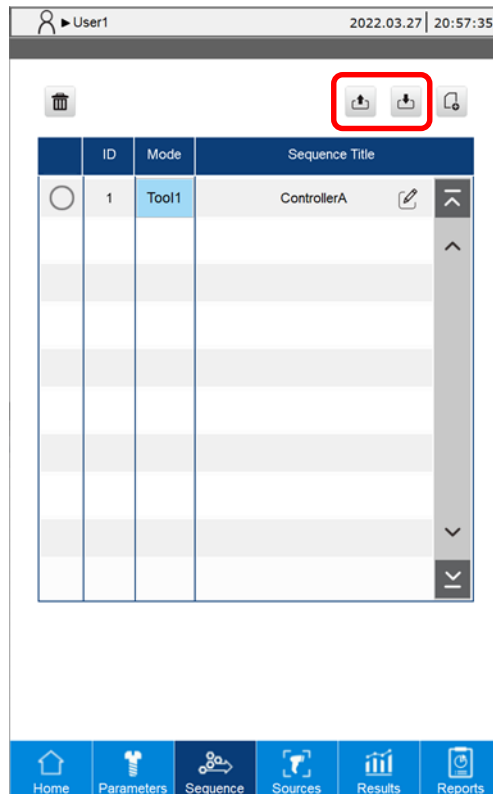 User1 2022.03.27 20:57:35
ID Mode Sequence Title
1 Tool1 ControllerA
Home Parameters Sequence Sources Results Reports